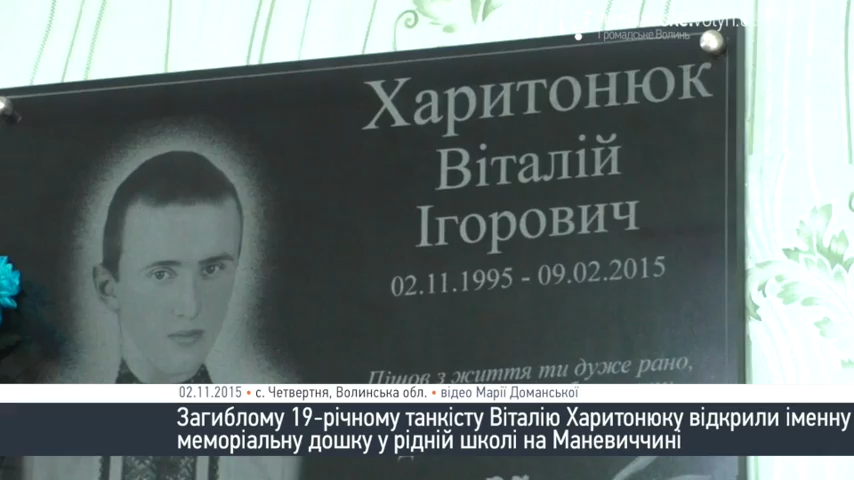 Громадське.Волинь
Харитонюк
Віталій
Ігорович
02.11.1995 - 09.02.2015
Пішов з життя ти дуже рано,
02.11.2015 • с. Четвертня, Волинська обл. • відео Марії Доманської
Загиблому 19-річному танкісту Віталію Харитонюку відкрили іменну
меморіальну дошку у рідній школі на Маневиччині